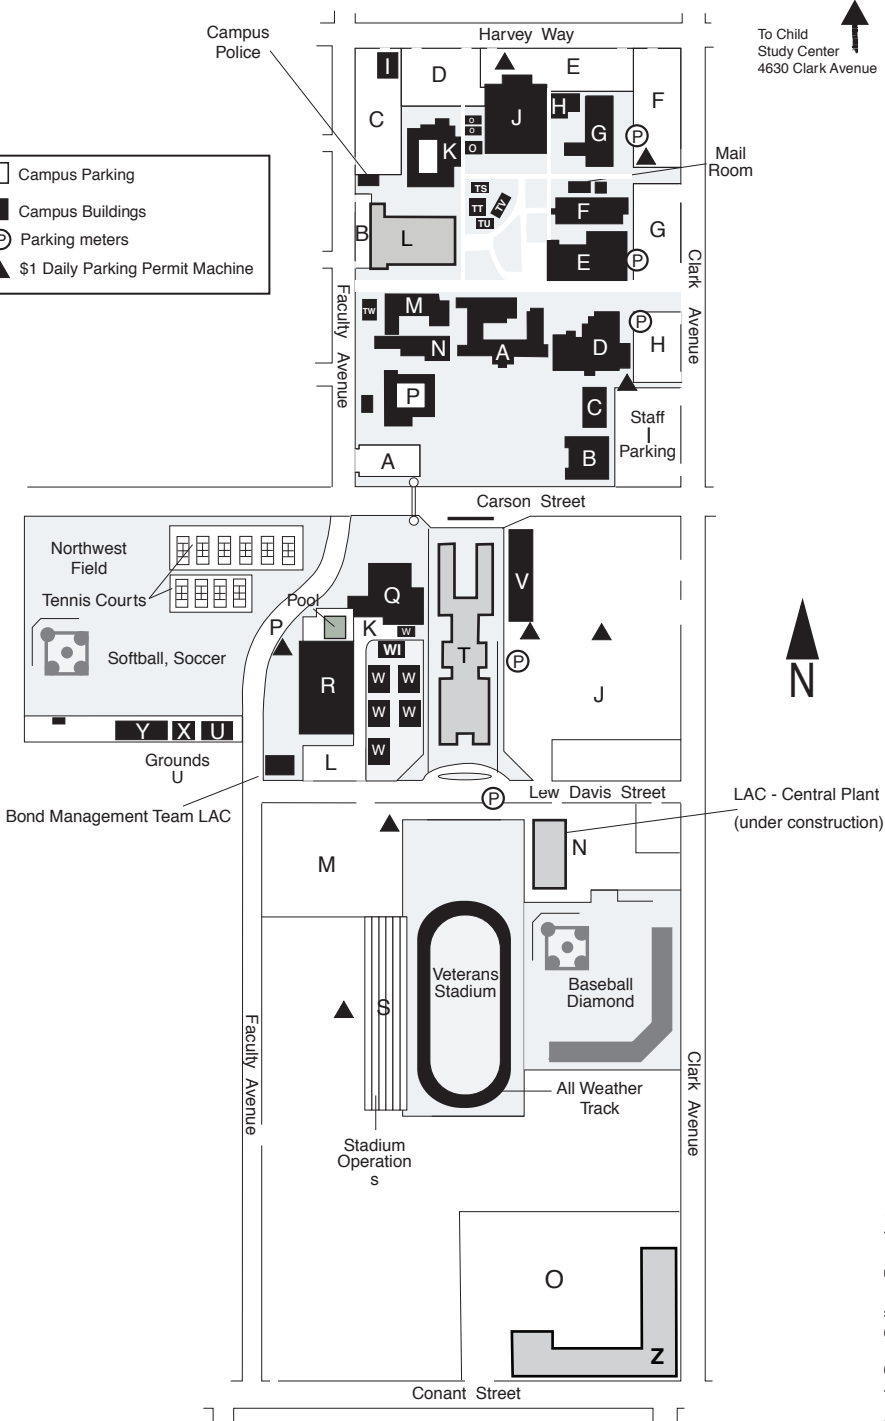 Harvey Way
Campus
Police
To Child
Study Center
4630 Clark Avenue
I
D
E
C
F
J
H
G
K
O
O
O
P
Mail
Room
Campus Parking
Campus Buildings
P Parking meters
$1 Daily Parking Permit Machine
TS
TT
TV
TU
F
B
L
G
E
P
Clark Avenue
Faculty Avenue
TW
M
N
A
D
P
H
P
C
Staff
I
Parking
A
B
Carson Street
Northwest
Field
Tennis Courts
Pool
P
K
Q
V
W
WI
Softball, Soccer
T
P
R
W
W
J
N
W
W
W
Y
X
U
Grounds
U
L
Bond Management Team LAC
P
Lew Davis Street
LAC - Central Plant
(under construction)
M
N
Veterans
Stadium
Baseball
Diamond
S
Faculty Avenue
Clark Avenue
All Weather
Track
Stadium
Operation
s
O
Z
Conant Street